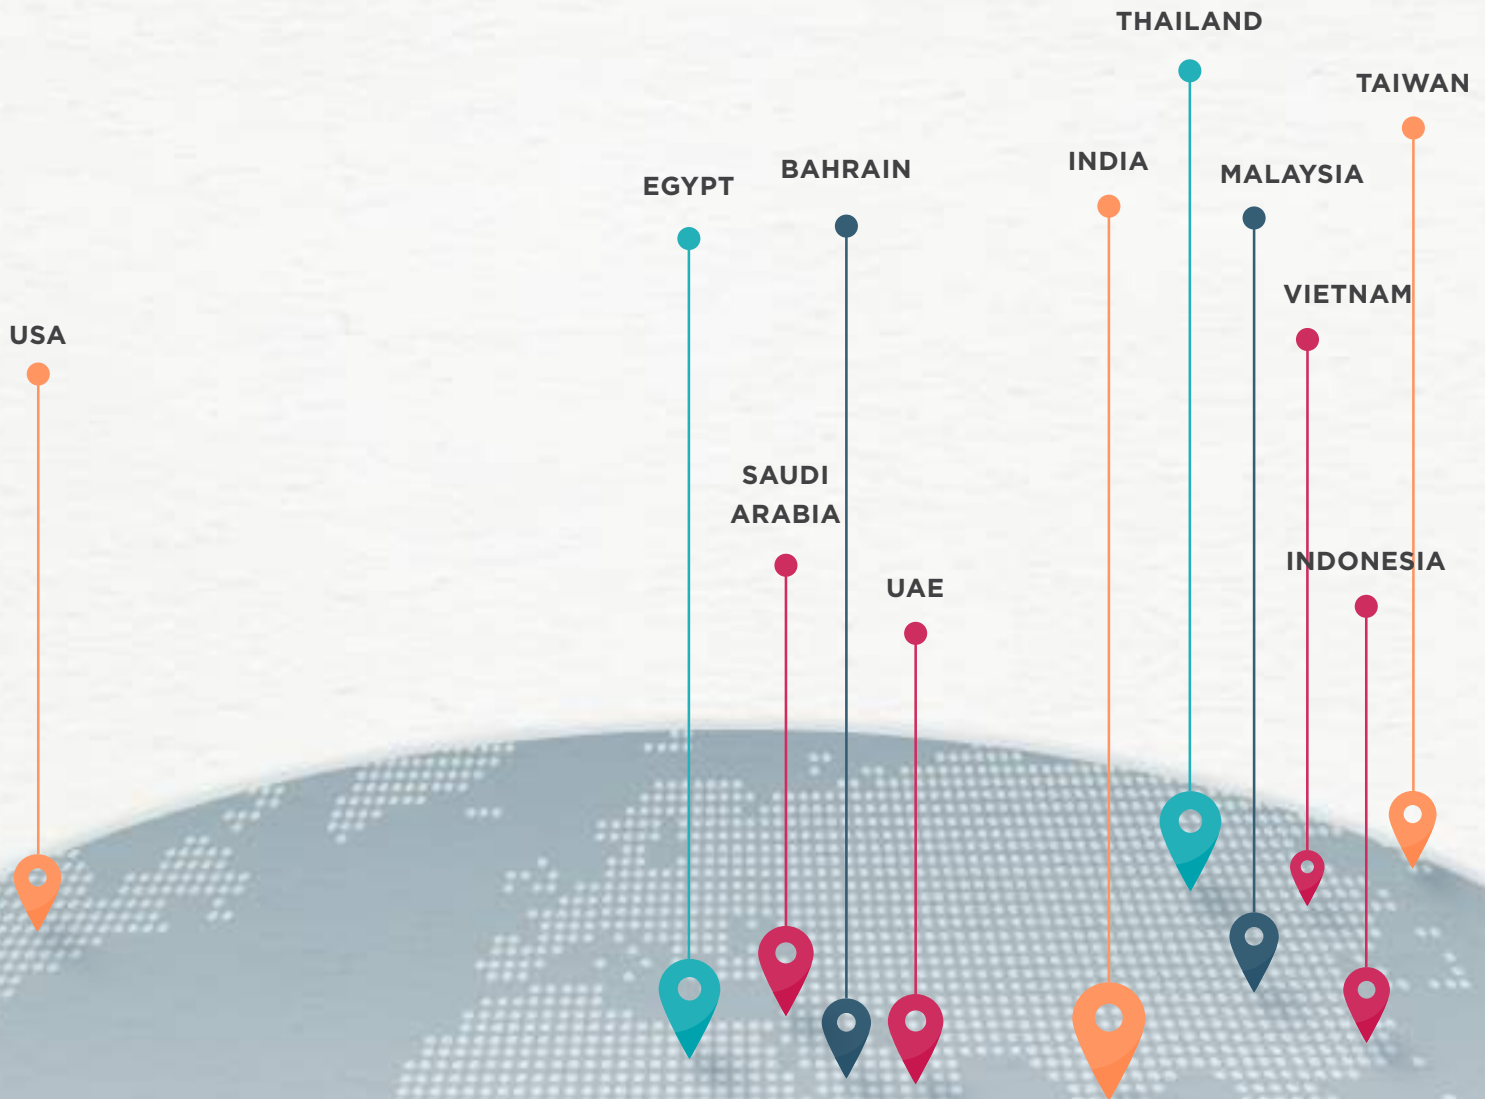 THAILAND
TAIWAN
INDIA
BAHRAIN
MALAYSIA
EGYPT
VIETNAM
USA
SAUDI
ARABIA
INDONESIA
UAE